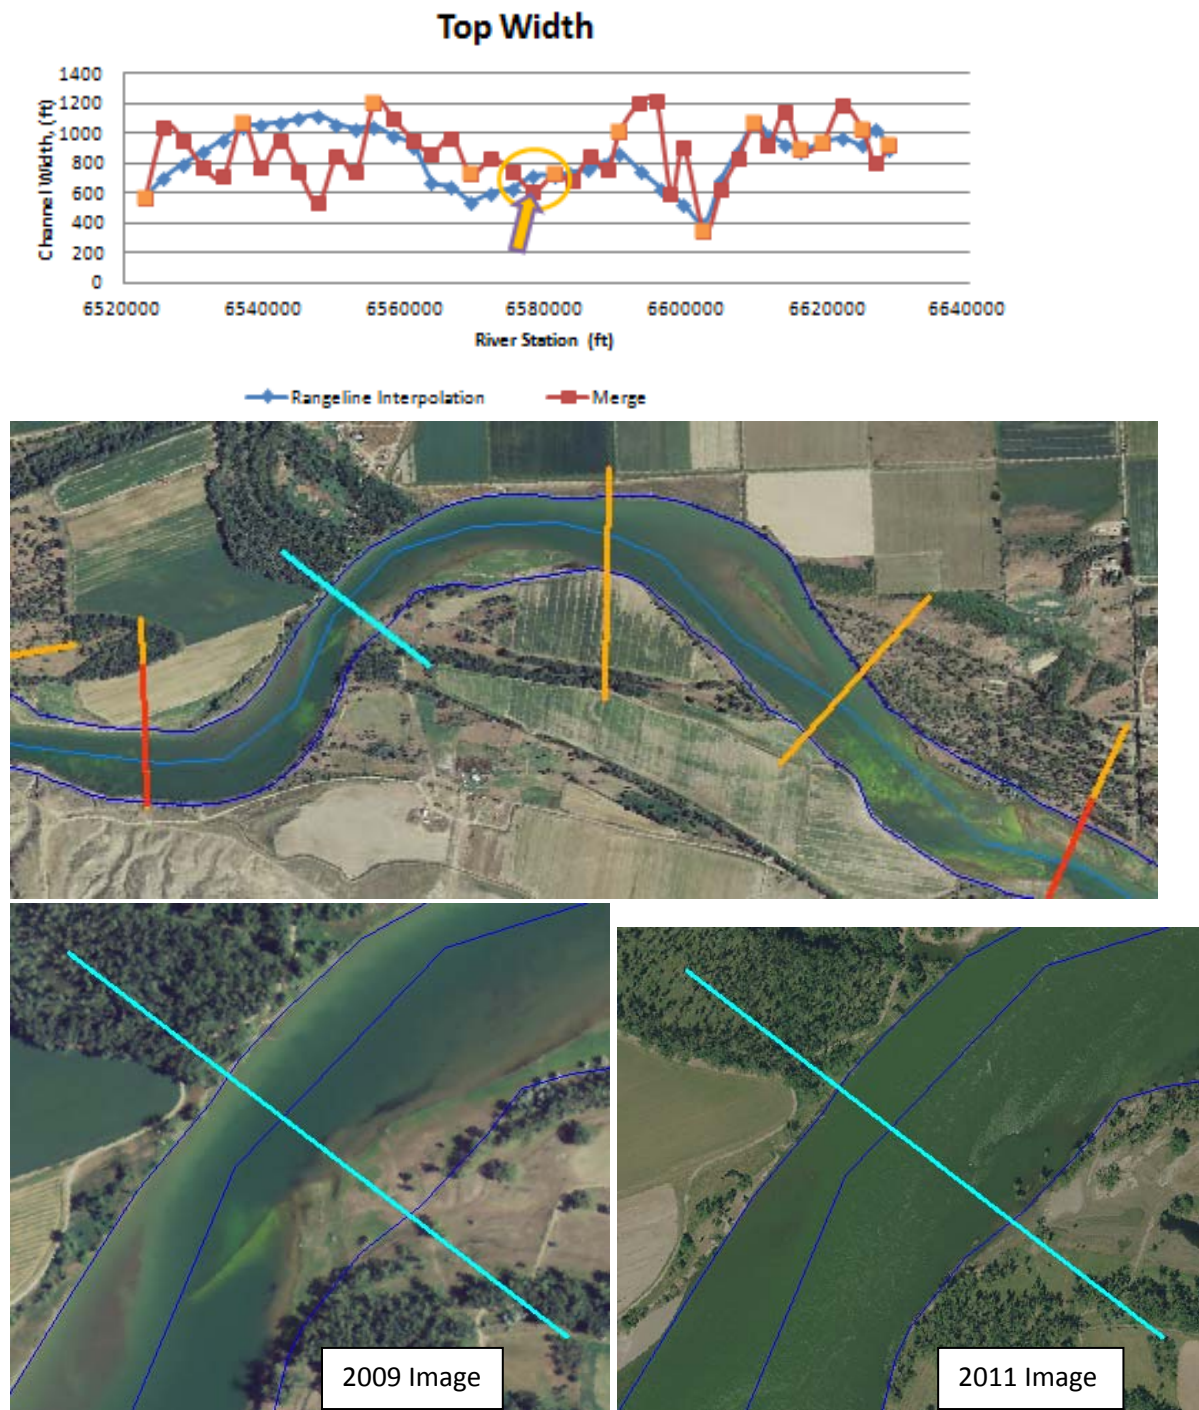 Top Width
1400
1200
1000
800
600
400
200
0
Channel Width, (ft)
6520000 6540000 6560000 6580000 6600000 6620000 6640000
River Station (ft)
Rangeline Interpolation Merge
2009 Image
2011 Image